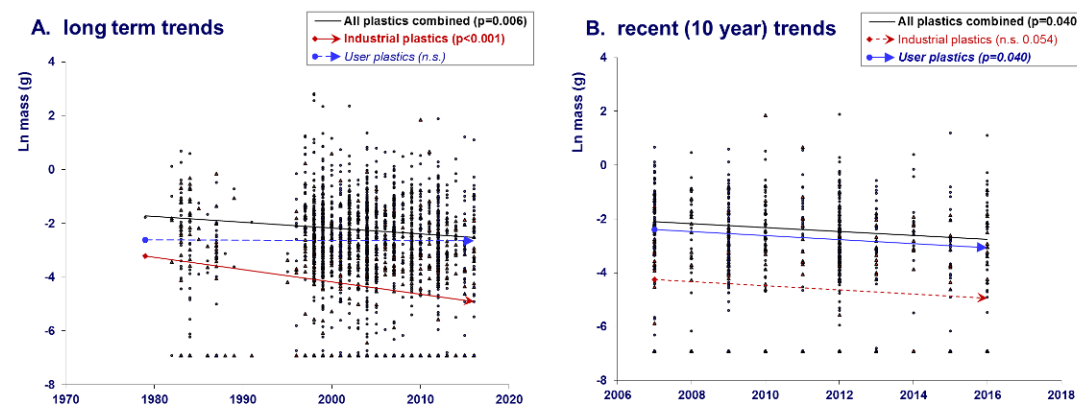 A. long term trends
All plastics combined (p=0.006)
Industrial plastics (p<0.001)
User plastics (n.s.)
Ln mass (g)
4
2
0
-2
-4
-6
-8
1970
1980
1990
2000
2010
2020
B. recent (10 year) trends
All plastics combined (p=0.040
Industrial plastics (n.s. 0.054)
User plastics (p=0.040)
Ln mass (g)
4
2
0
-2
-4
-6
-8
2006
2008
2010
2012
2014
2016
2018